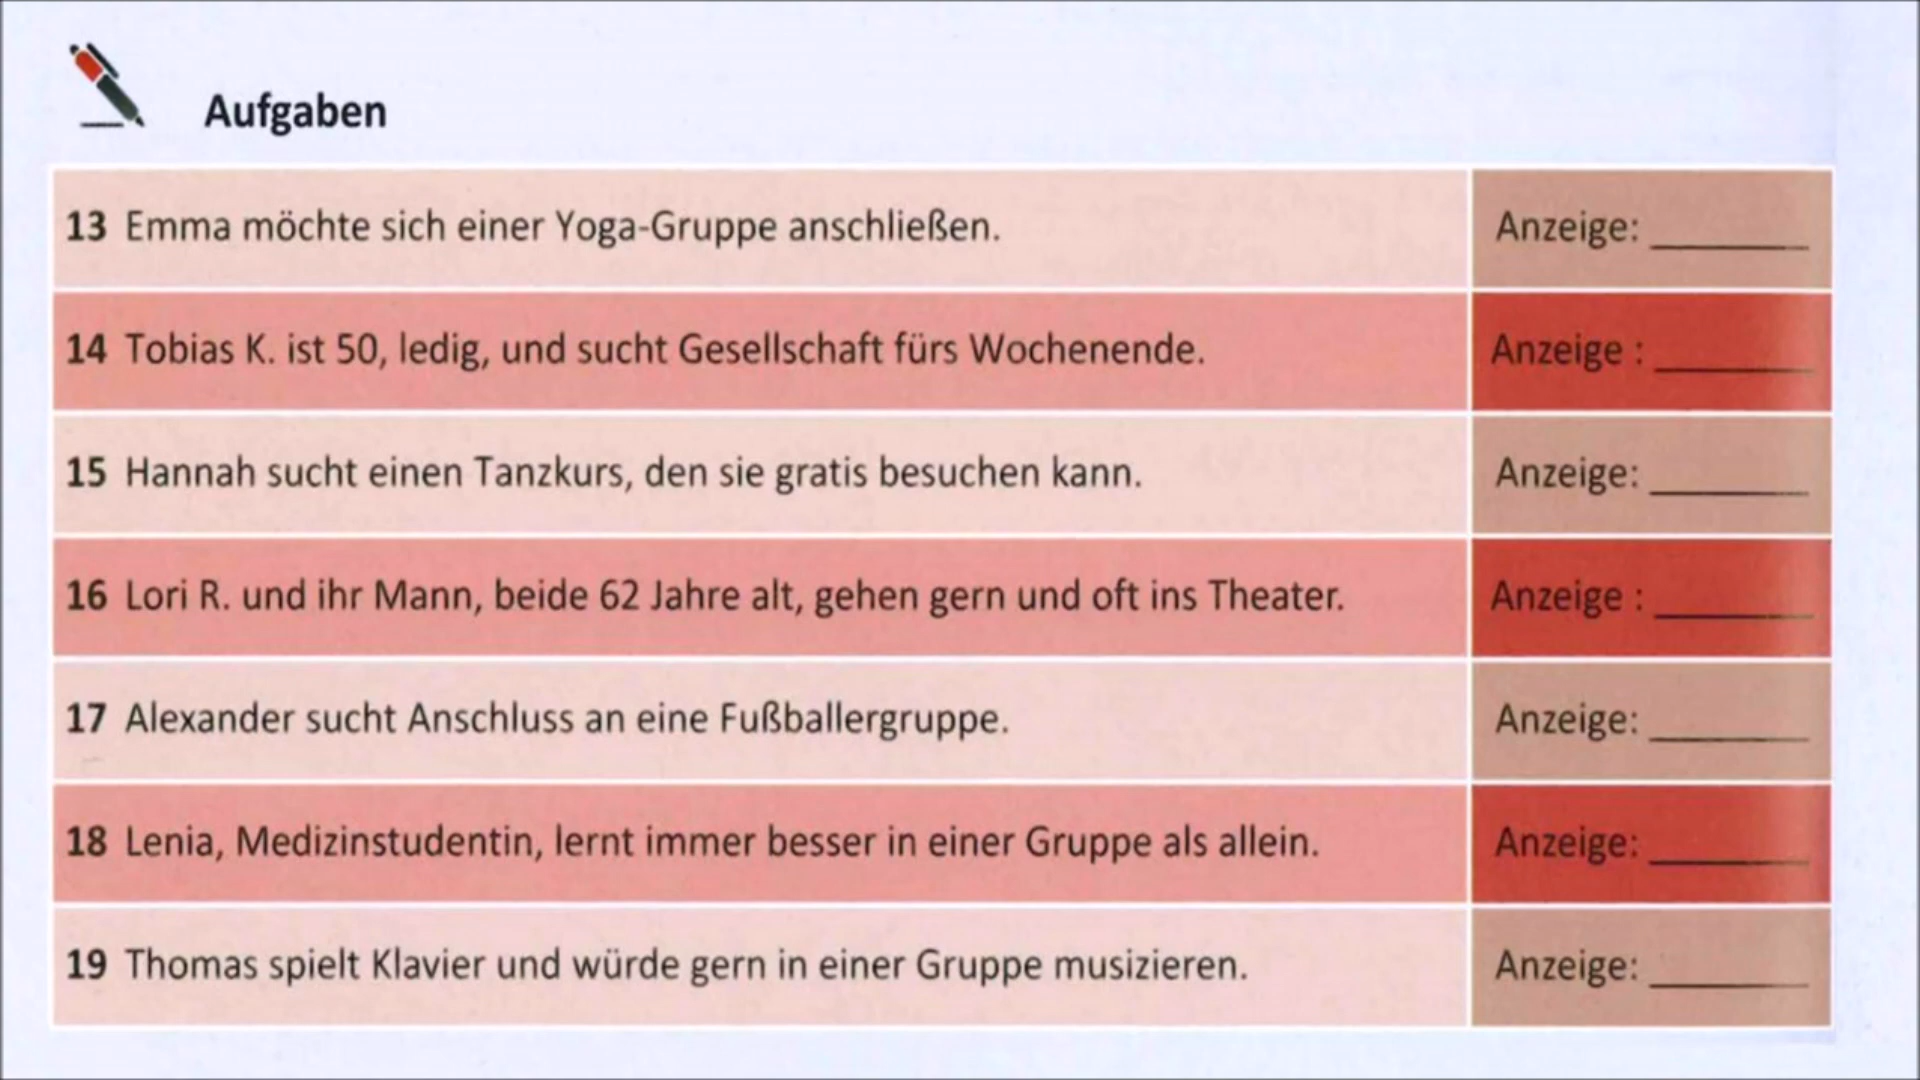 Aufgaben
13 Emma möchte sich einer Yoga-Gruppe anschließen. Anzeige: ________
14 Tobias K. ist 50, ledig, und sucht Gesellschaft fürs Wochenende. Anzeige : ________
15 Hannah sucht einen Tanzkurs, den sie gratis besuchen kann. Anzeige: ________
16 Lori R. und ihr Mann, beide 62 Jahre alt, gehen gern und oft ins Theater. Anzeige : ________
17 Alexander sucht Anschluss an eine Fußballergruppe. Anzeige: ________
18 Lenia, Medizinstudentin, lernt immer besser in einer Gruppe als allein. Anzeige: ________
19 Thomas spielt Klavier und würde gern in einer Gruppe musizieren. Anzeige: ________